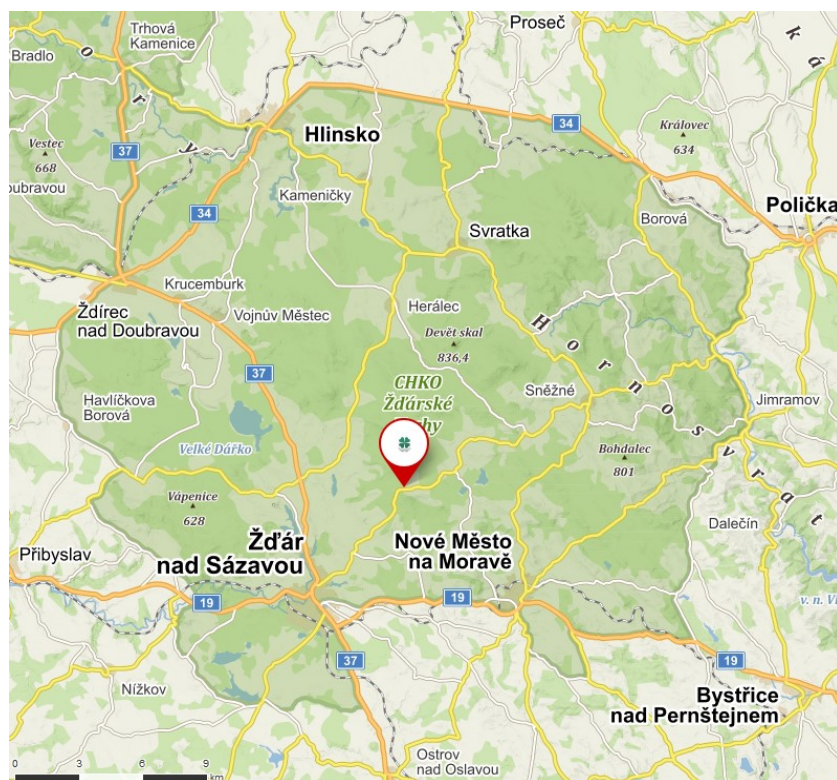 Trhová
Kamenice
Proseč
Bradlo
o
r
y
k
á
37
34
Vestec
668
Hlinsko
Královec
634
oubravou
Kameničky
34
Polička
Svratka
Borová
Krucemburk
Ždírec
nad Doubravou
Vojnův Městec
Herálec
Devět skal
836,4
H o r n o s v r a t
37
CHKO
Žďárské
hy
Sněžné
Jimramov
Havlíčkova
Borová
Velké Dářko
Bohdalec
801
Vápenice
628
Dalečín
Přibyslav
Žďár
nad Sázavou
Nové Město
na Moravě
19
19
v. n. Ví
37
19
Nížkov
Bystřice
nad Pernštejnem
Ostrov
nad Oslavou
0 3 6 9
km